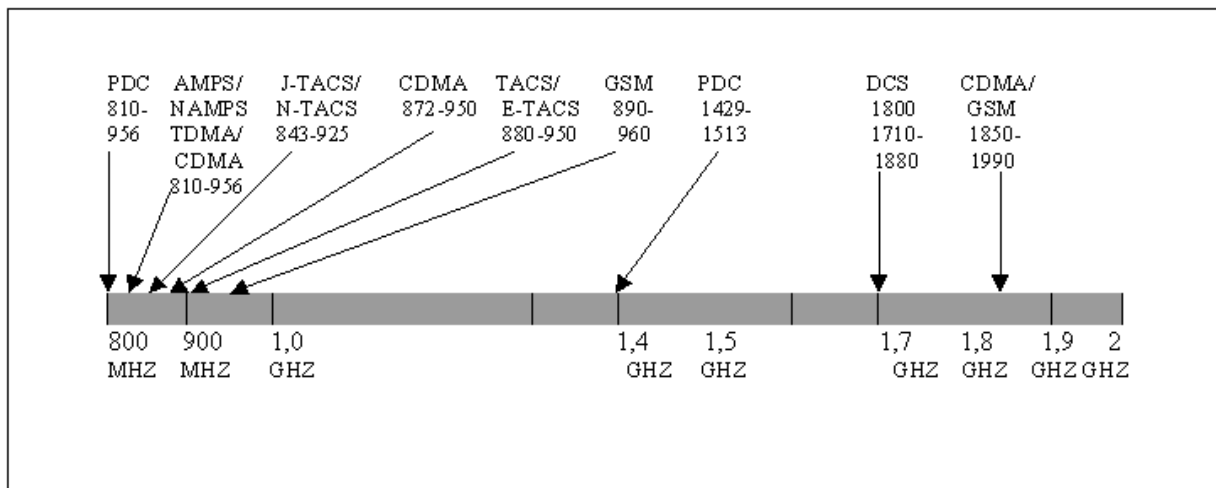 PDC
810-
956
AMPS/
NAMPS
TDMA/
CDMA
810-956
J-TACS/
N-TACS
843-925
CDMA
872-950
TACS/
E-TACS
880-950
GSM
890-
960
PDC
1429-
1513
DCS
1800
1710-
1880
CDMA/
GSM
1850-
1990
800
MHZ
900
MHZ
1,0
GHZ
1,4
GHZ
1,5
GHZ
1,7
GHZ
1,8
GHZ
1,9
GHZ
2
GHZ